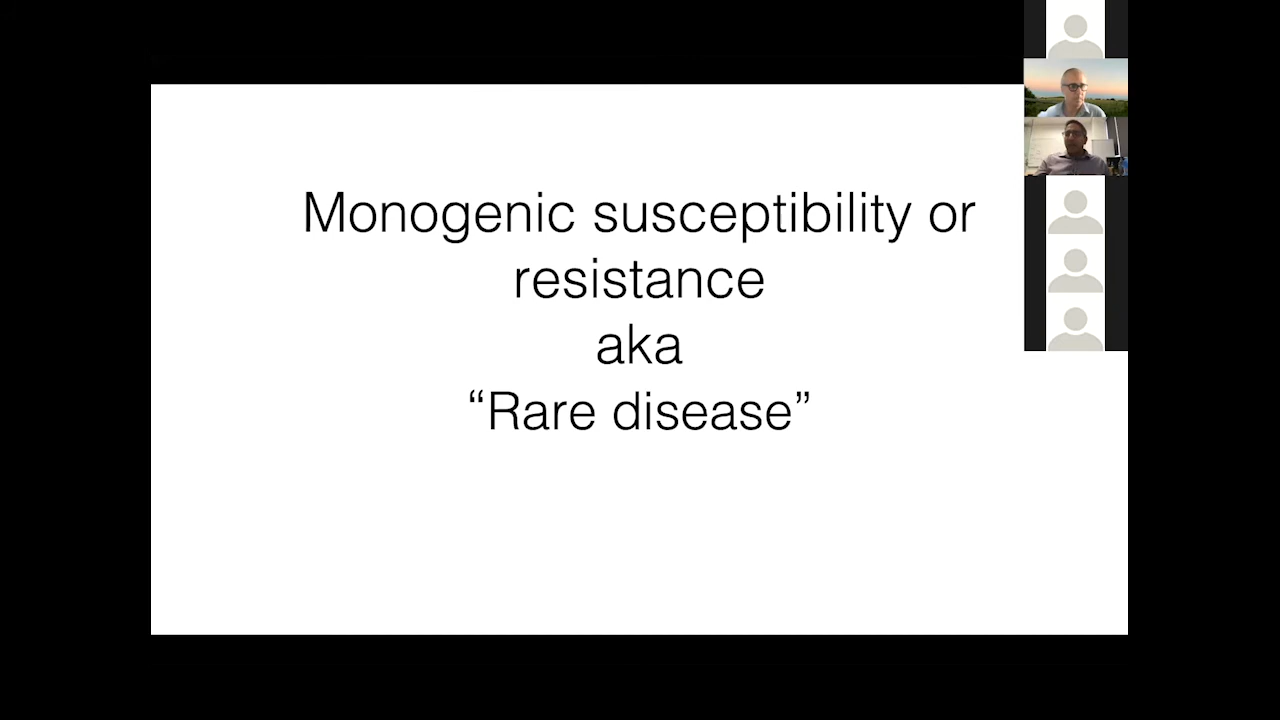 Monogenic susceptibility or
resistance
aka
“Rare disease”